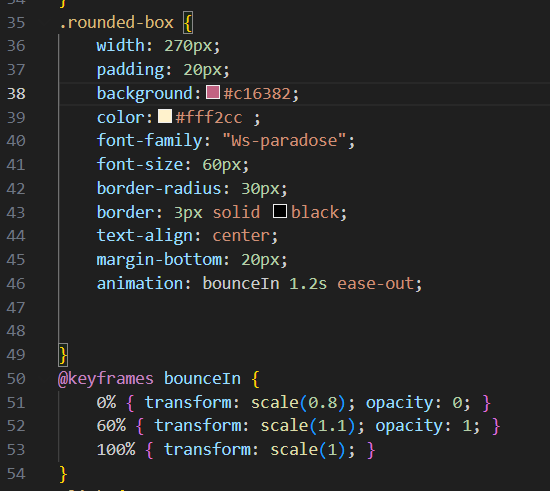 35 .rounded-box {
36 width: 270px;
37 padding: 20px;
38 background: #c16382;
39 color: #fff2cc ;
40 font-family: "Ws-paradose";
41 font-size: 60px;
42 border-radius: 30px;
43 border: 3px solid black;
44 text-align: center;
45 margin-bottom: 20px;
46 animation: bounceIn 1.2s ease-out;
47
48
49 }
50 @keyframes bounceIn {
51 0% { transform: scale(0.8); opacity: 0; }
52 60% { transform: scale(1.1); opacity: 1; }
53 100% { transform: scale(1); }
54 }